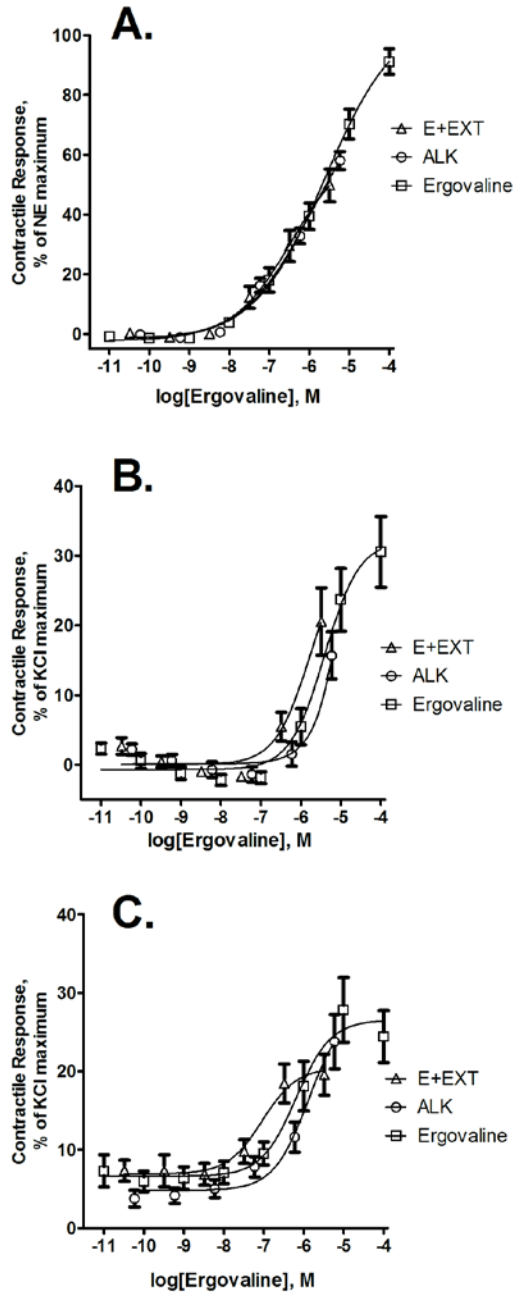 A.
100
80
60
40
20
0
Contractile Response,
% of NE maximum
E+EXT
ALK
Ergovaline
-11 -10 -9 -8 -7 -6 -5 -4
log[Ergovaline], M
B.
40
30
20
10
0
Contractile Response,
% of KCl maximum
E+EXT
ALK
Ergovaline
-11 -10 -9 -8 -7 -6 -5 -4
log[Ergovaline], M
C.
40
30
20
10
0
Contractile Response,
% of KCl maximum
E+EXT
ALK
Ergovaline
-11 -10 -9 -8 -7 -6 -5 -4
log[Ergovaline], M